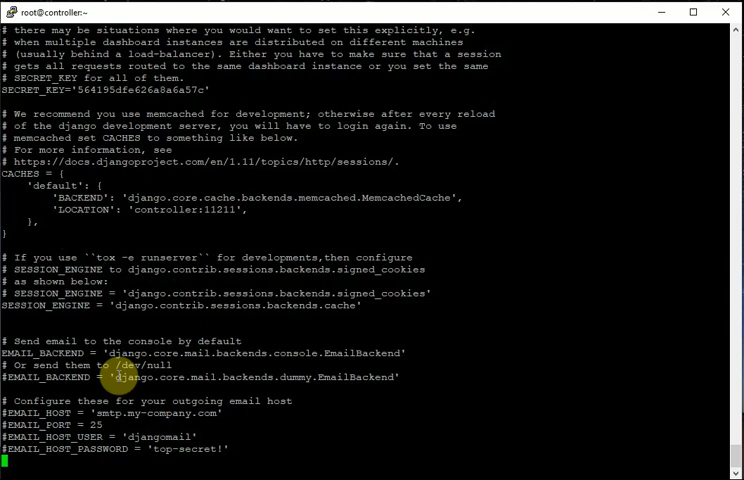 root@controller:~
# there may be situations where you would want to set this explicitly, e.g.
# when multiple dashboard instances are distributed on different machines
# (usually behind a load-balancer). Either you have to make sure that a session
# gets all requests routed to the same dashboard instance or you set the same
# SECRET_KEY for all of them.
SECRET_KEY='564195dfe626a8a6a57c'

# We recommend you use memcached for development; otherwise after every reload
# of the django development server, you will have to login again. To use
# memcached set CACHES to something like below.
# For more information, see
# https://docs.djangoproject.com/en/1.11/topics/http/sessions/.
CACHES = {
    'default': {
        'BACKEND': 'django.core.cache.backends.memcached.MemcachedCache',
        'LOCATION': 'controller:11211',
    },
}

# If you use ``tox -e runserver`` for developments,then configure
# SESSION_ENGINE to django.contrib.sessions.backends.signed_cookies
# as shown below:
# SESSION_ENGINE = 'django.contrib.sessions.backends.signed_cookies'
SESSION_ENGINE = 'django.contrib.sessions.backends.cache'

# Send email to the console by default
EMAIL_BACKEND = 'django.core.mail.backends.console.EmailBackend'
# Or send them to /dev/null
#EMAIL_BACKEND = 'django.core.mail.backends.dummy.EmailBackend'

# Configure these for your outgoing email host
#EMAIL_HOST = 'smtp.my-company.com'
#EMAIL_PORT = 25
#EMAIL_HOST_USER = 'djangomail'
#EMAIL_HOST_PASSWORD = 'top-secret!'